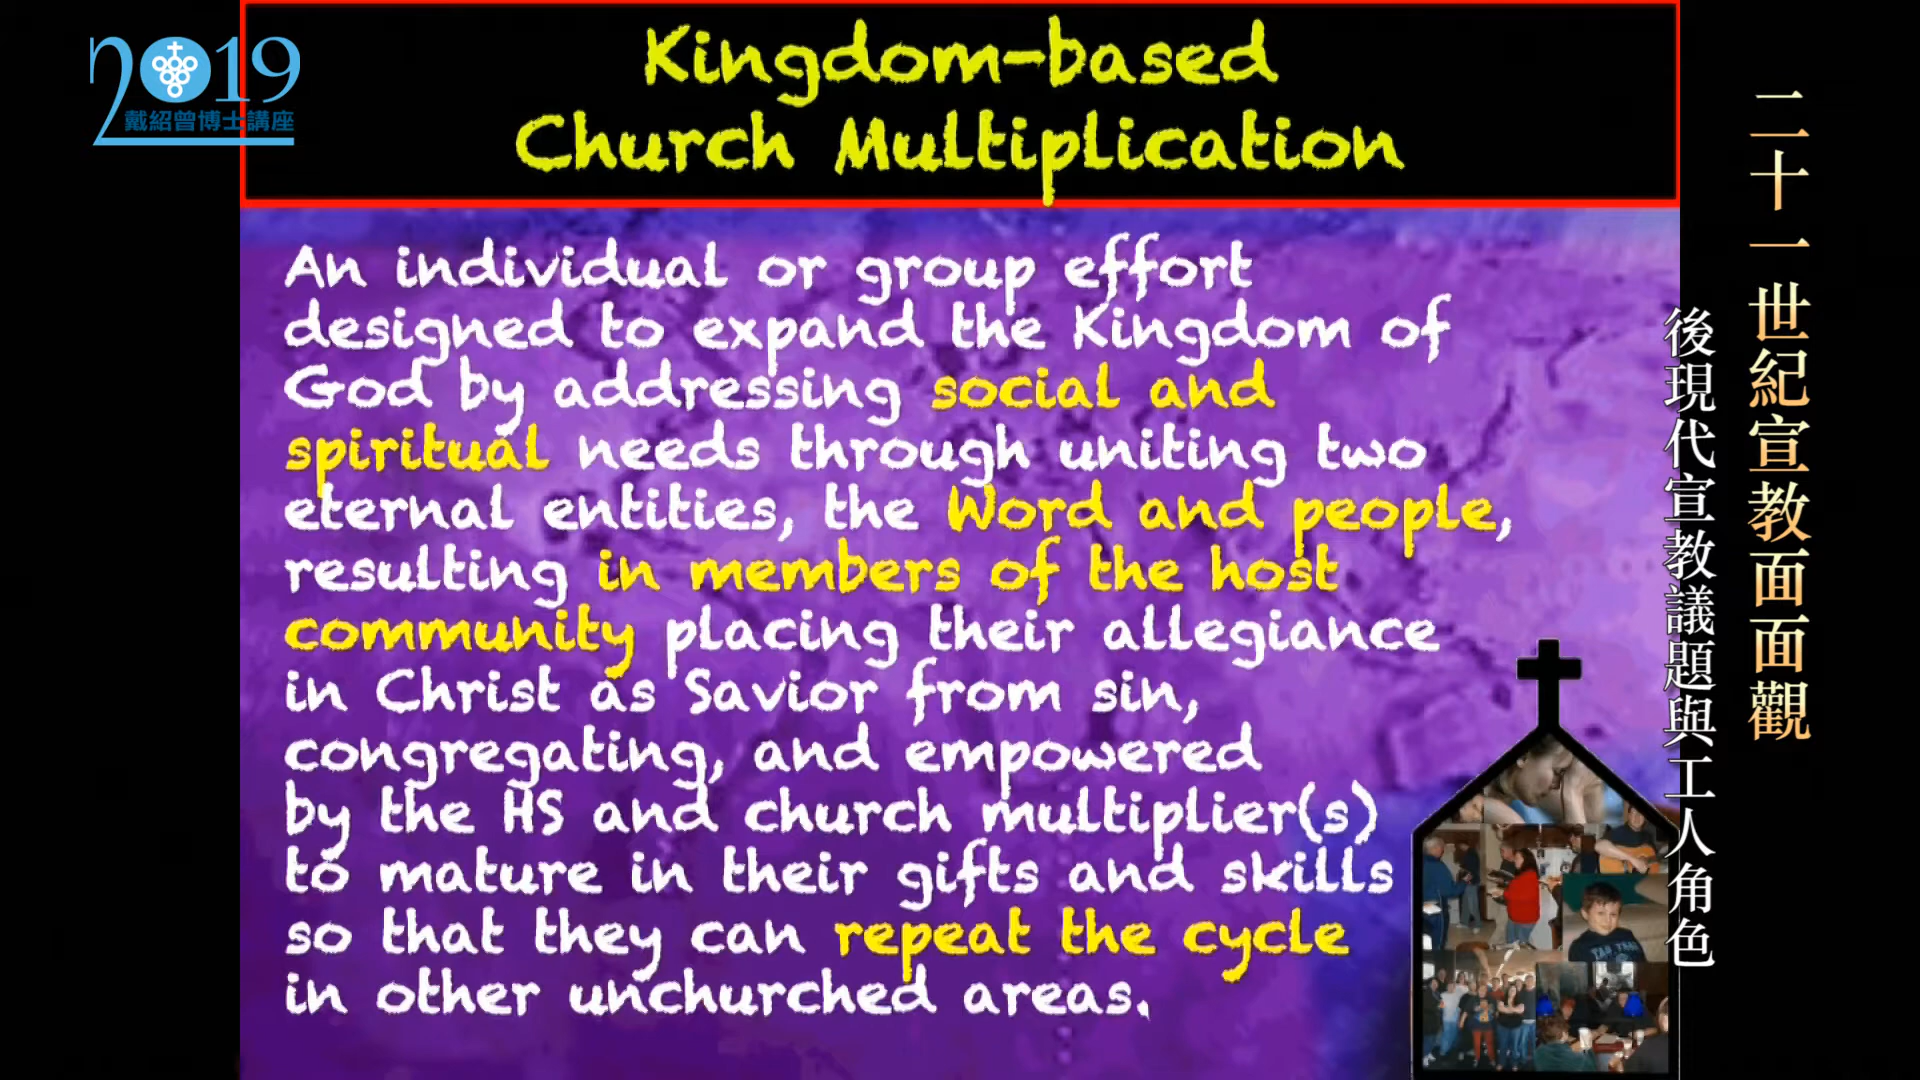 2019
戴紹曾博士講座
Kingdom-based
Church Multiplication
An individual or group effort
designed to expand the Kingdom of
God by addressing social and
spiritual needs through uniting two
eternal entities, the Word and people,
resulting in members of the host
community placing their allegiance
in Christ as Savior from sin,
congregating, and empowered
by the HS and church multiplier(s)
to mature in their gifts and skills
so that they can repeat the cycle
in other unchurched areas.
二十一世紀宣教面面觀
後現代宣教議題與工人角色